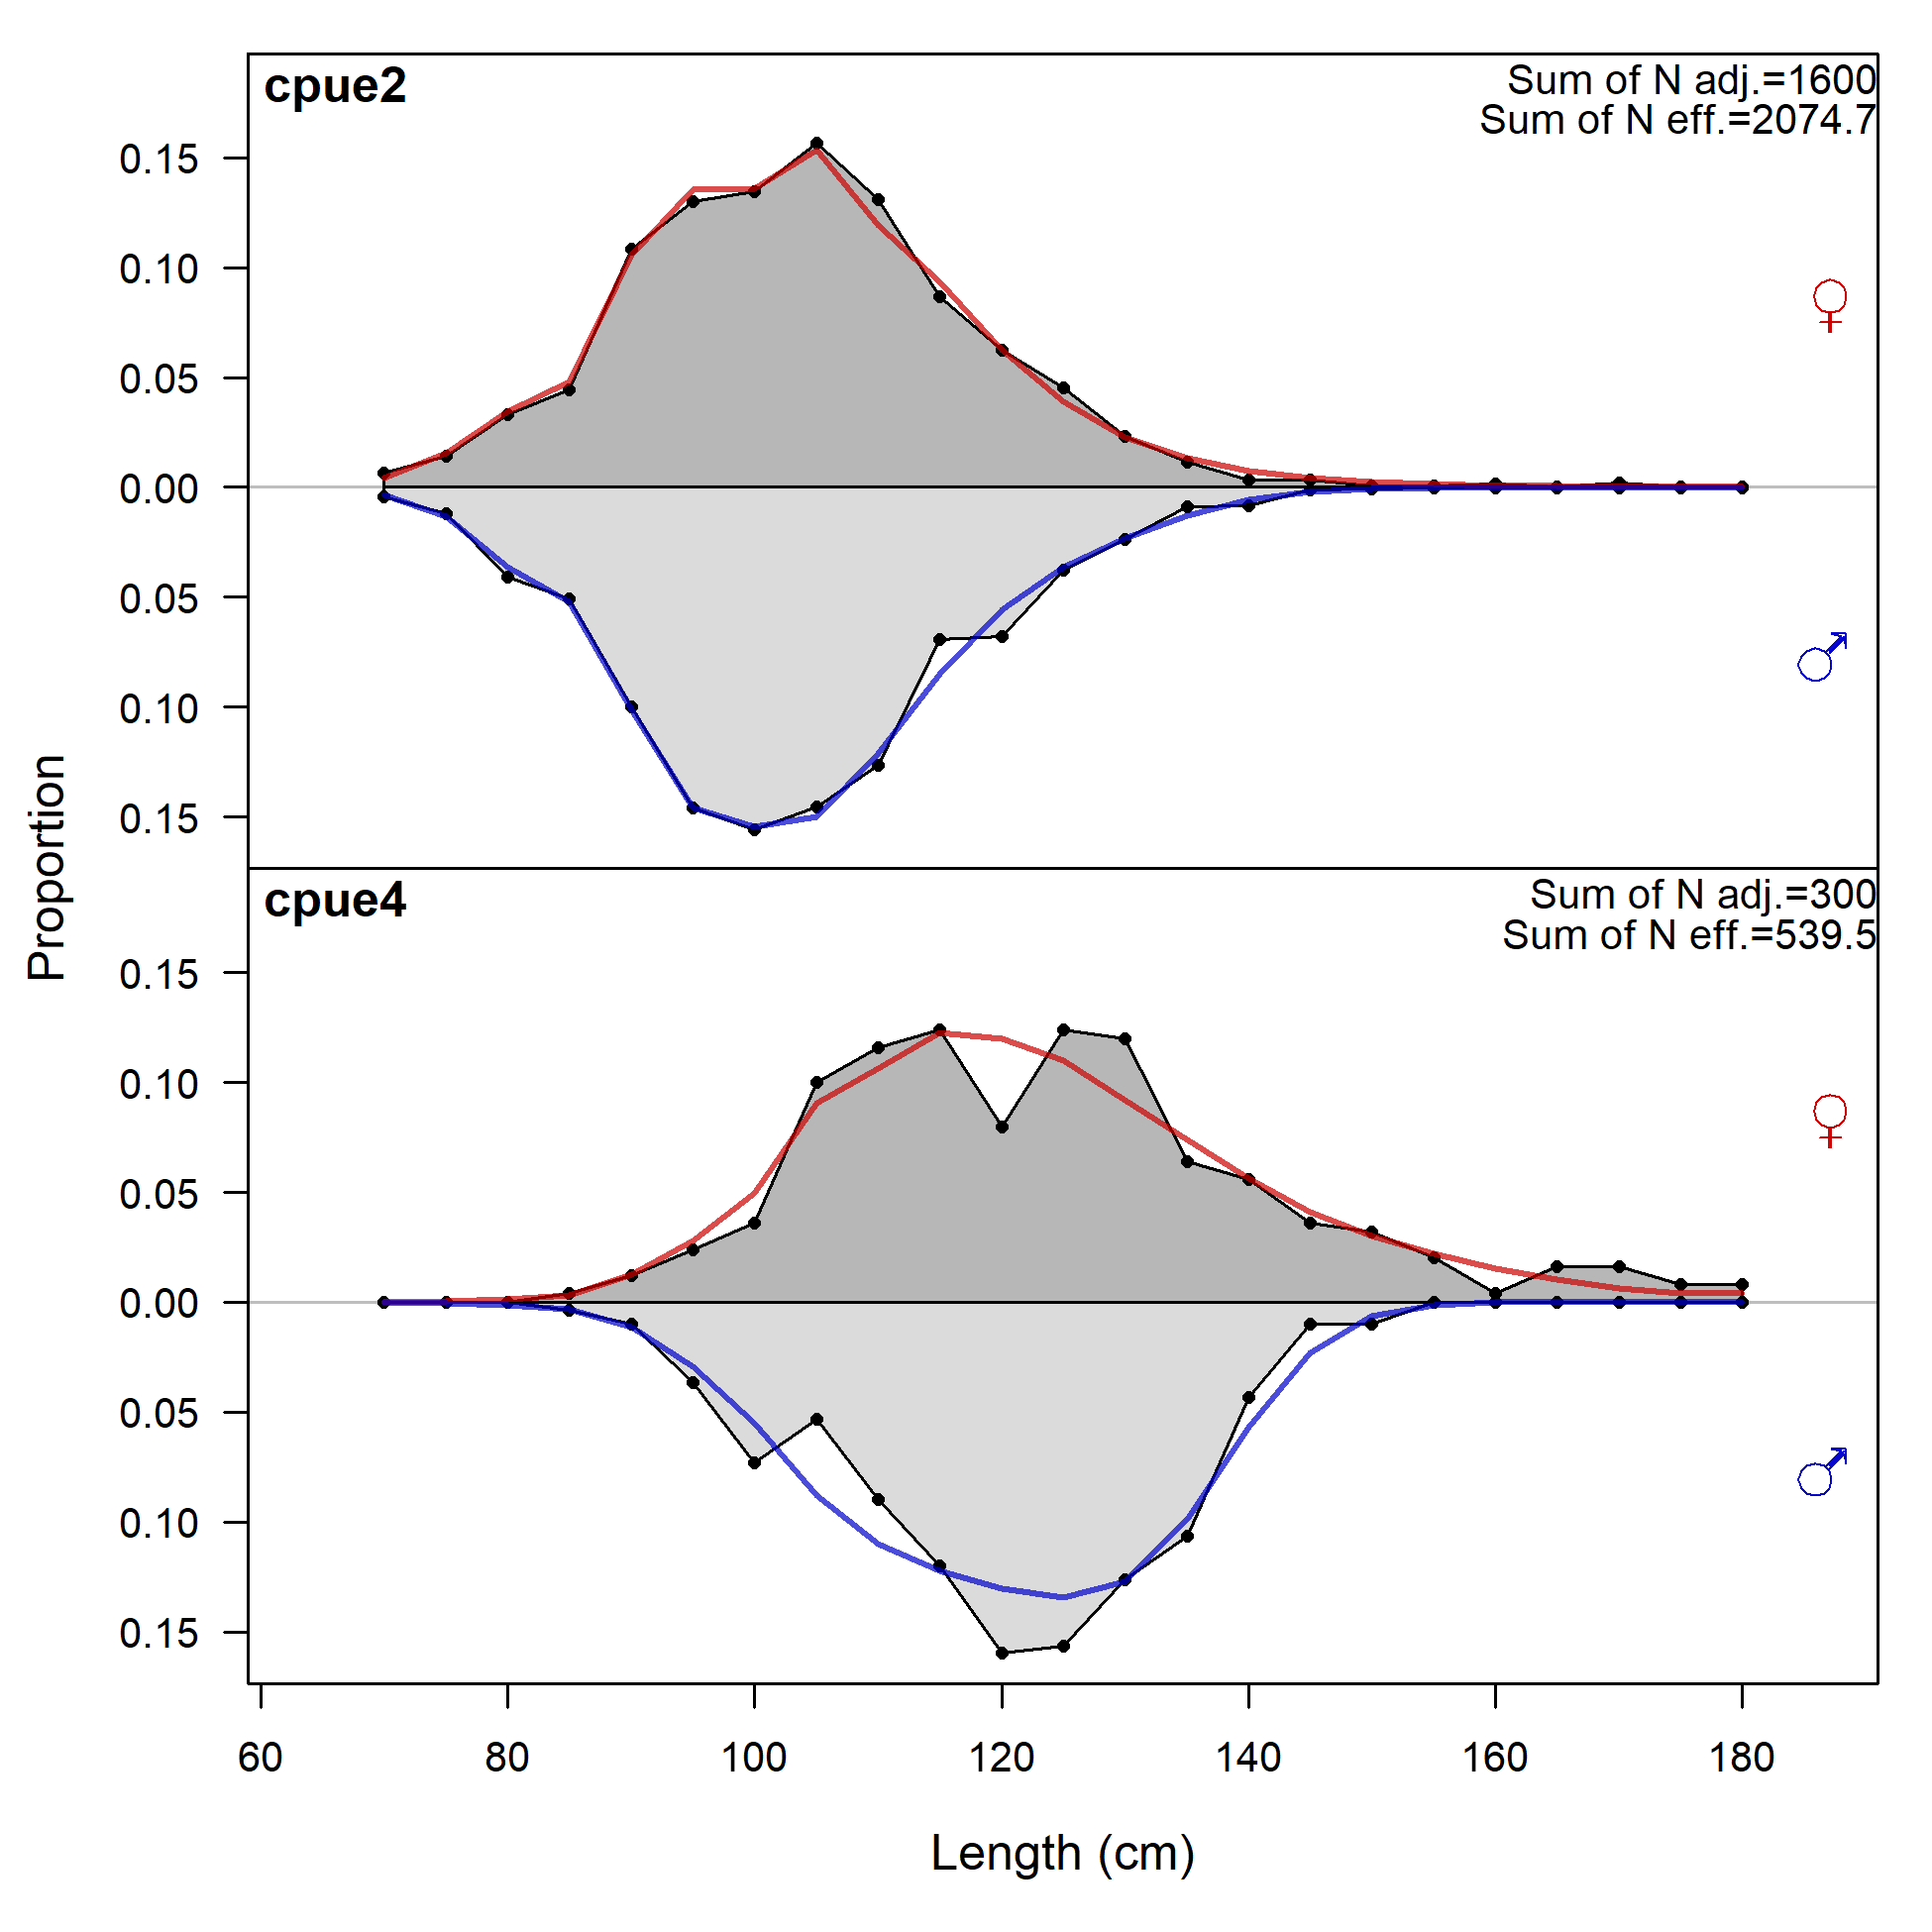 cpue2
Sum of N adj.=1600
Sum of N eff.=2074.7
0.15
0.10
0.05
0.00
0.05
0.10
0.15
♀
♂
Proportion
cpue4
Sum of N adj.=300
Sum of N eff.=539.5
0.15
0.10
0.05
0.00
0.05
0.10
0.15
♀
♂
60 80 100 120 140 160 180
Length (cm)